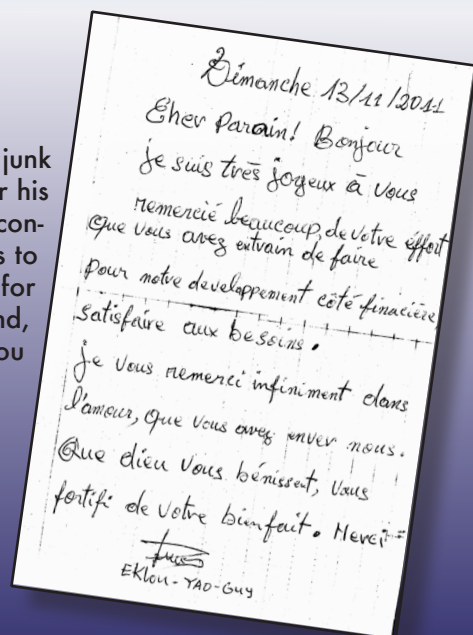 junk
r his
con-
s to
for
nd,
ou
Dimanche 13/11/2011
Cher Parain! Bonjour
je suis très joyeux à vous
remercié beaucoup, de votre éffort
Que vous avez entrain de faire
pour notre developpement côté finacière,
satisfaire aux besoins.
je vous remerci infiniment dans
l'amour, que vous avez enver nous.
Que dieu vous bénissent, vous
fortifi de votre bienfait. Merci =
EKlou - YAO - Guy